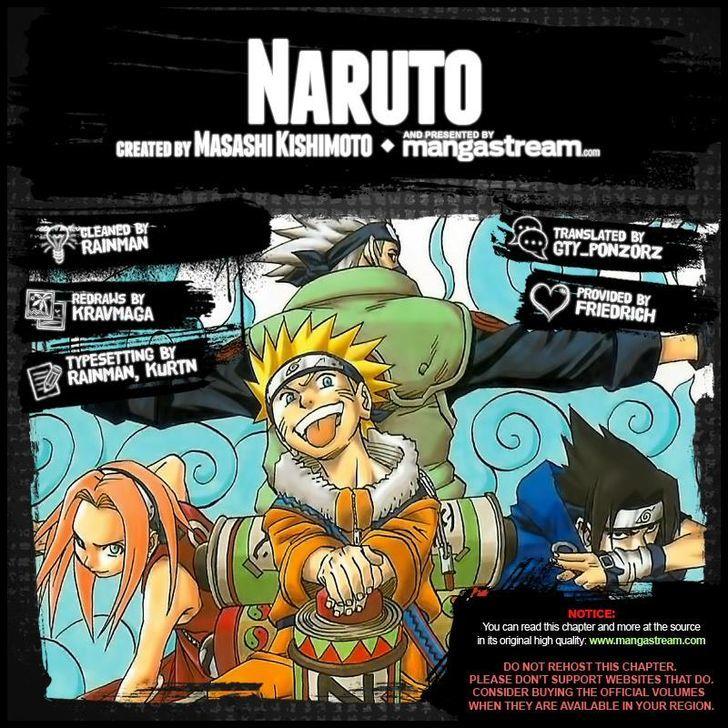 NARUTO
CREATED BY MASASHI KISHIMOTO ◆ AND PRESENTED BY mangastream.com
CLEANED BY
RAINMAN
REDRAWS BY
KRAVMAGA
TYPESETTING BY
RAINMAN, KURTN
TRANSLATED BY
GTY_PONZORZ
PROVIDED BY
FRIEDRICH
NOTICE:
You can read this chapter and more at the source
in its original high quality: www.mangastream.com
DO NOT REHOST THIS CHAPTER.
PLEASE DON'T SUPPORT WEBSITES THAT DO.
CONSIDER BUYING THE OFFICIAL VOLUMES
WHEN THEY ARE AVAILABLE IN YOUR REGION.